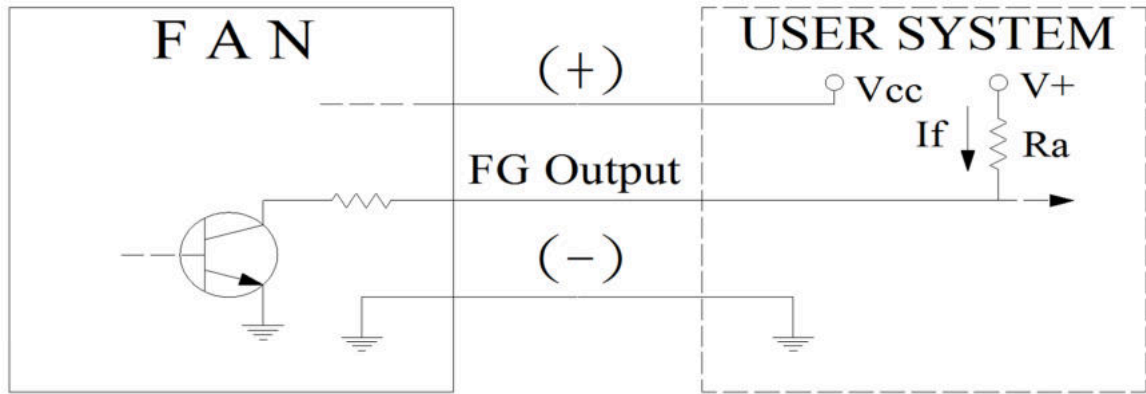 F A N
(+)
USER SYSTEM
Vcc
V+
If
Ra
FG Output
(-)